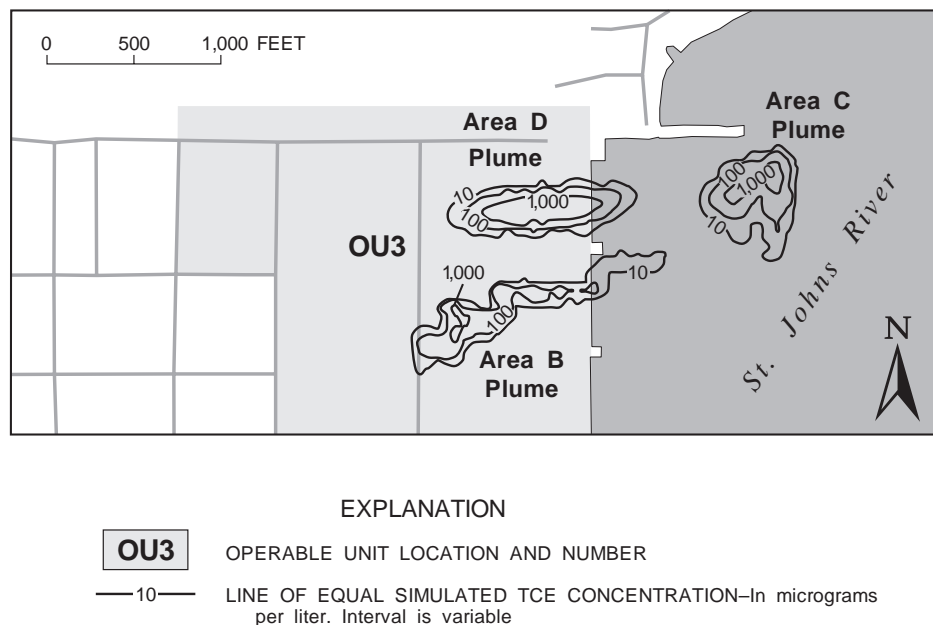 0 500 1,000 FEET
Area D
Plume
Area C
Plume
10
100
1,000
100
1,000
10
OU3
1,000
100
10
Area B
Plume
St. Johns River
N
EXPLANATION
OU3 OPERABLE UNIT LOCATION AND NUMBER
10 LINE OF EQUAL SIMULATED TCE CONCENTRATION–In micrograms
per liter. Interval is variable